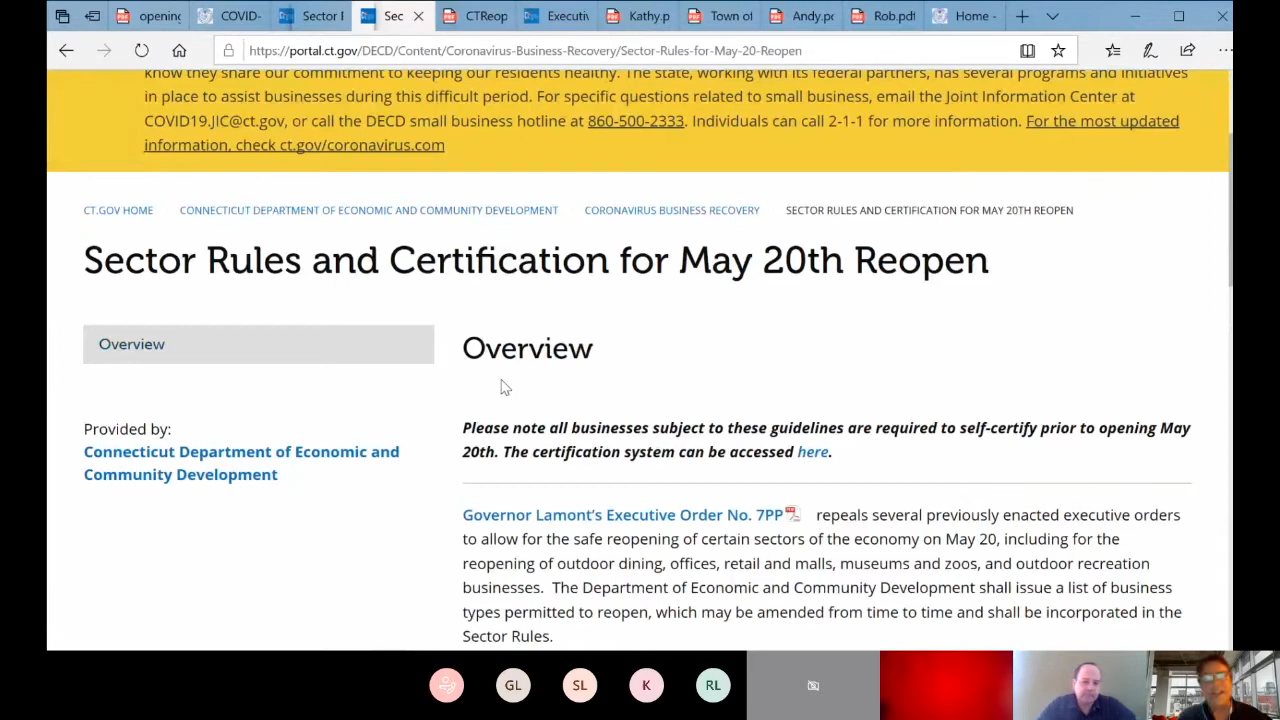 opening
COVID-
Sector F
Sec
CTReop
Executiv
Kathy.p
Town of
Andy.pd
Rob.pdf
Home -
https://portal.ct.gov/DECD/Content/Coronavirus-Business-Recovery/Sector-Rules-for-May-20-Reopen
know they share our commitment to keeping our residents healthy. The state, working with its federal partners, has several programs and initiatives
in place to assist businesses during this difficult period. For specific questions related to small business, email the Joint Information Center at
COVID19.JIC@ct.gov, or call the DECD small business hotline at 860-500-2333. Individuals can call 2-1-1 for more information. For the most updated
information, check ct.gov/coronavirus.com
CT.GOV HOME CONNECTICUT DEPARTMENT OF ECONOMIC AND COMMUNITY DEVELOPMENT CORONAVIRUS BUSINESS RECOVERY SECTOR RULES AND CERTIFICATION FOR MAY 20TH REOPEN
Sector Rules and Certification for May 20th Reopen
Overview
Provided by:
Connecticut Department of Economic and
Community Development
Overview
Please note all businesses subject to these guidelines are required to self-certify prior to opening May
20th. The certification system can be accessed here.
Governor Lamont's Executive Order No. 7PP repeals several previously enacted executive orders
to allow for the safe reopening of certain sectors of the economy on May 20, including for the
reopening of outdoor dining, offices, retail and malls, museums and zoos, and outdoor recreation
businesses. The Department of Economic and Community Development shall issue a list of business
types permitted to reopen, which may be amended from time to time and shall be incorporated in the
Sector Rules.
GL
SL
K
RL